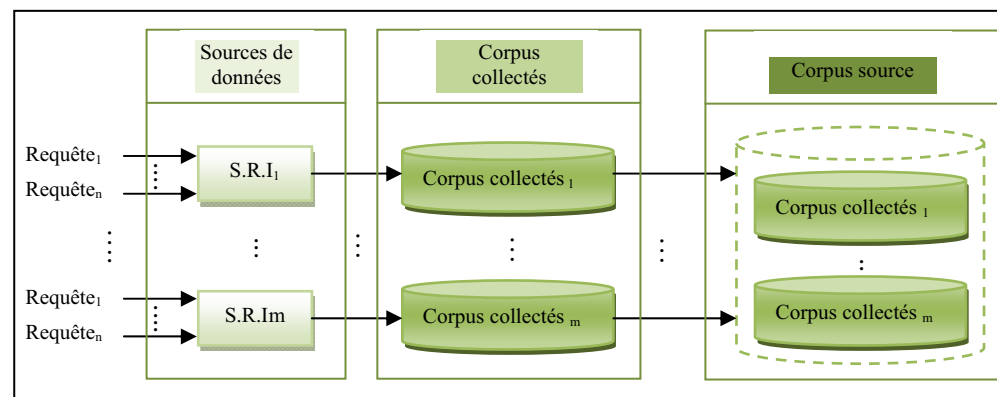 Sources de
données
Corpus
collectés
Corpus source
Requête1
Requêten
S.R.I1
Corpus collectés 1
Corpus collectés 1
Requête1
Requêten
S.R.Im
Corpus collectés m
Corpus collectés m